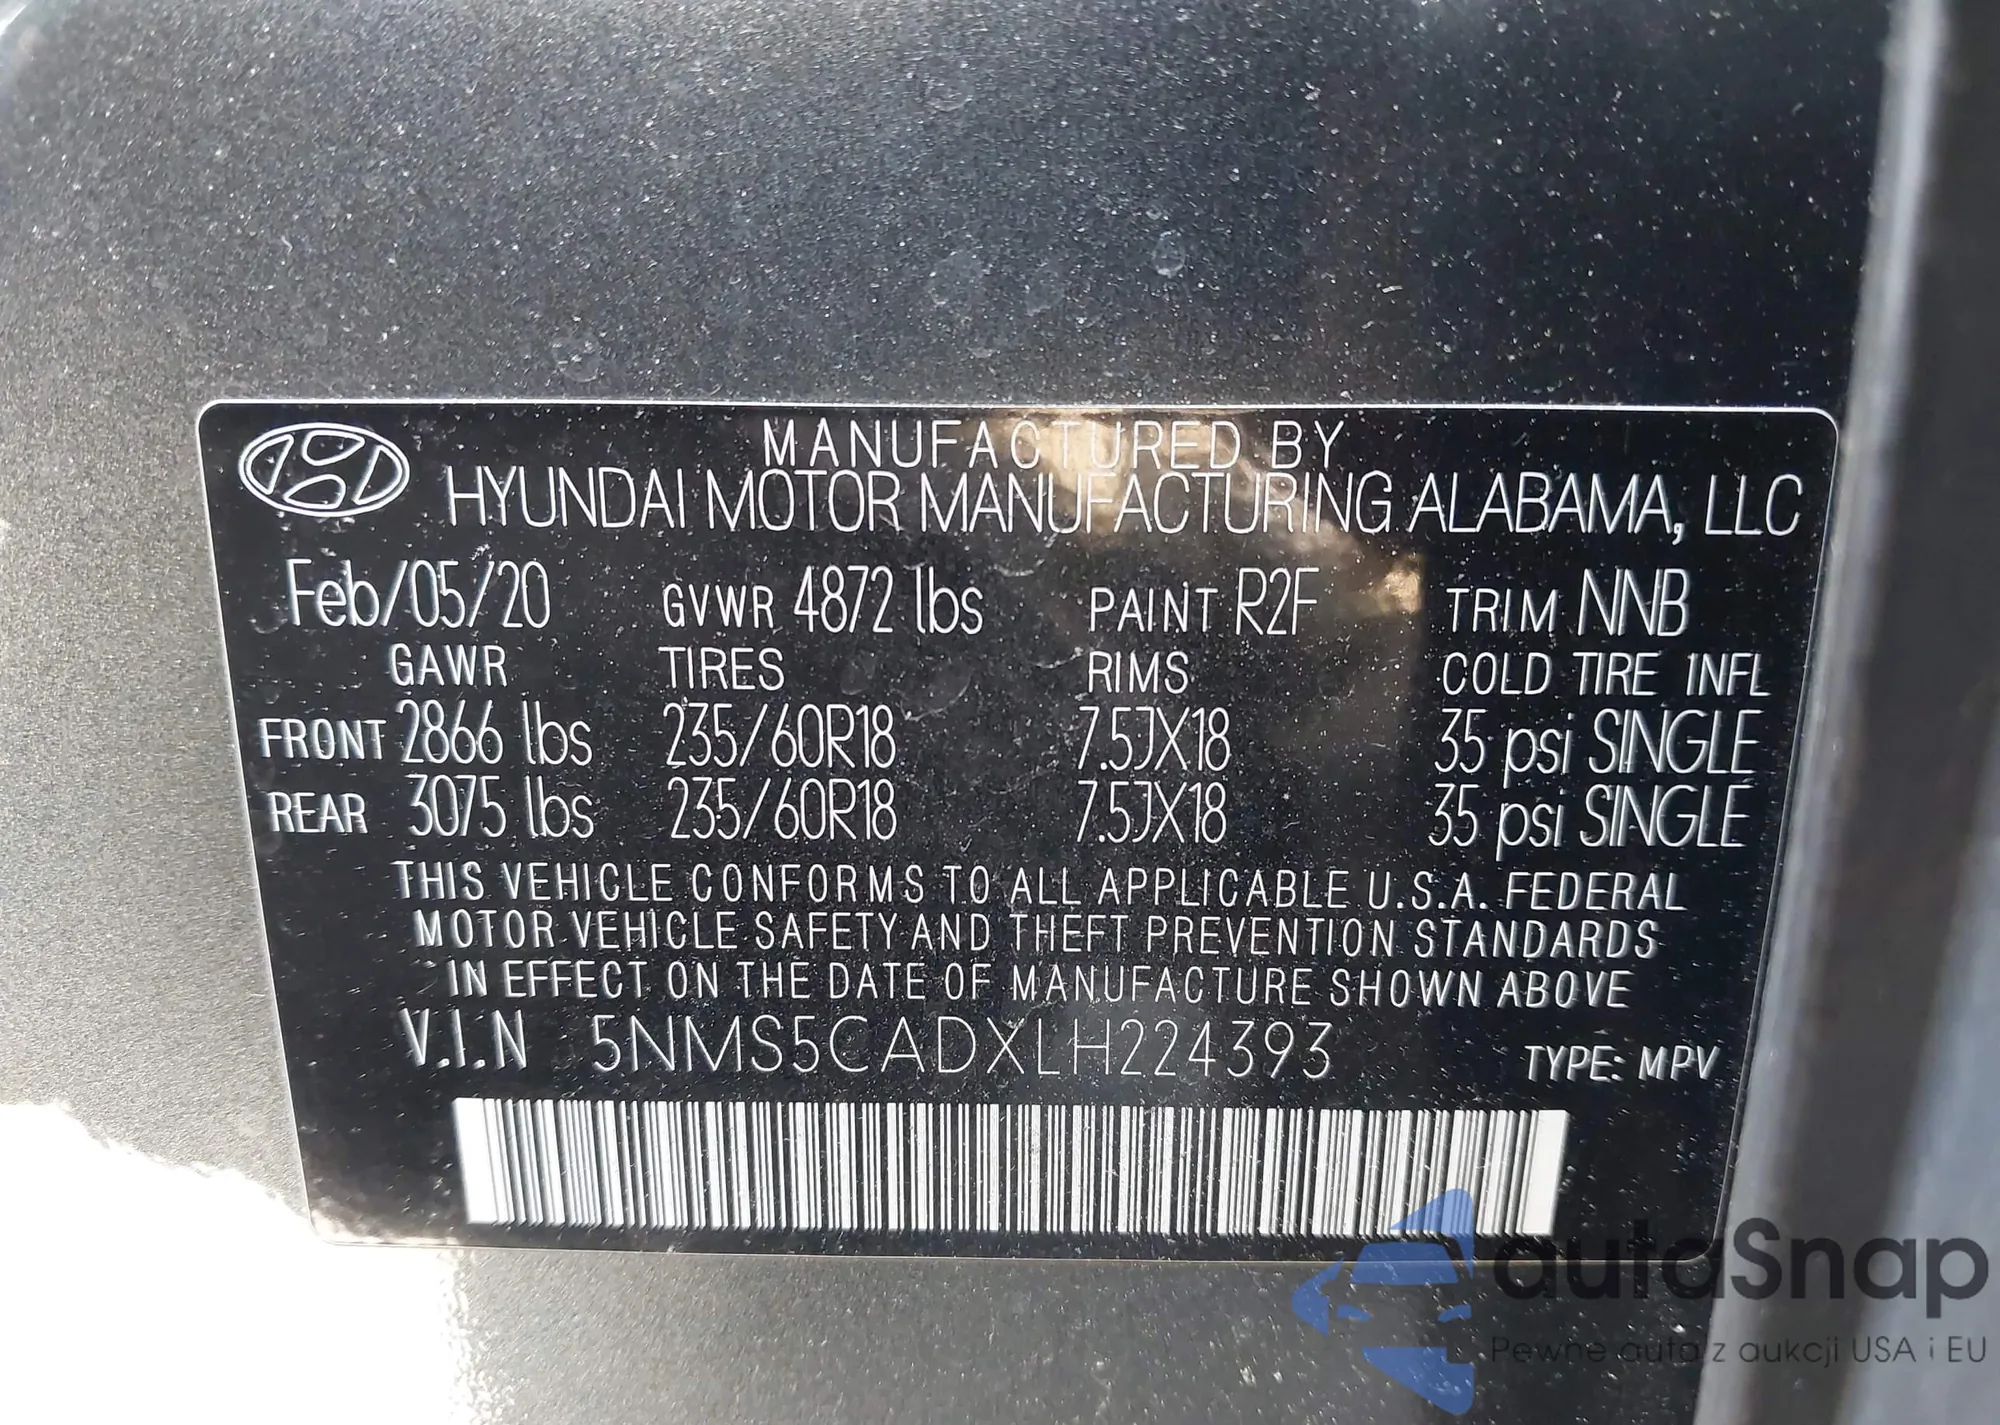 MANUFACTURED BY
HYUNDAI MOTOR MANUFACTURING ALABAMA, LLC
Feb/05/20 GVWR 4872 lbs PAINT R2F TRIM NNB
GAWR TIRES RIMS COLD TIRE INFL
FRONT 2866 lbs 235/60R18 7.5JX18 35 psi SINGLE
REAR 3075 lbs 235/60R18 7.5JX18 35 psi SINGLE
THIS VEHICLE CONFORMS TO ALL APPLICABLE U.S.A. FEDERAL
MOTOR VEHICLE SAFETY AND THEFT PREVENTION STANDARDS
IN EFFECT ON THE DATE OF MANUFACTURE SHOWN ABOVE
V.I.N 5NMS5CADXLH224393 TYPE: MPV
autaSnap
Pewne auta z aukcji USA i EU